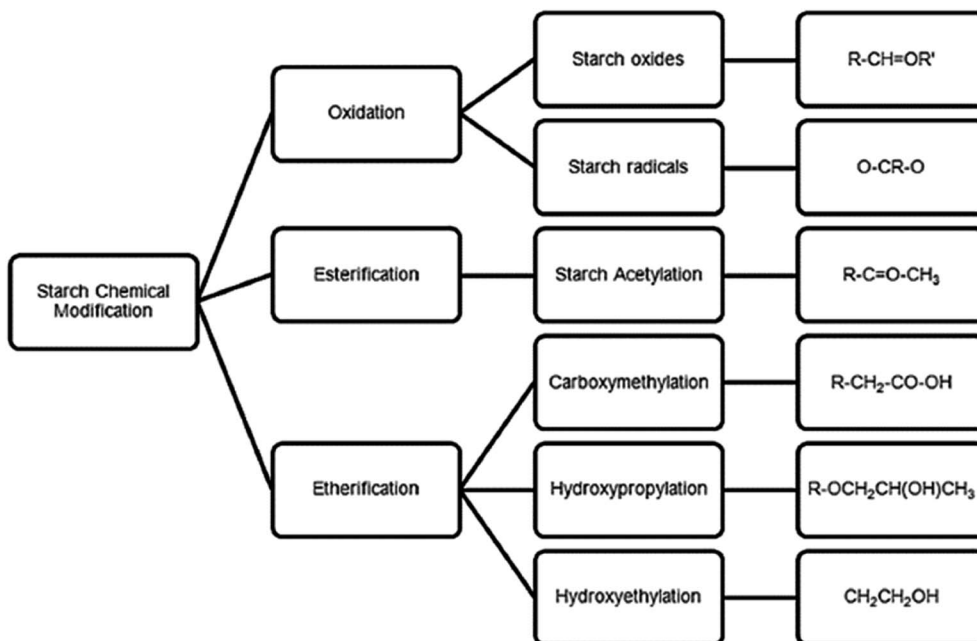 Starch Chemical
Modification
Oxidation
Starch oxides
R-CH=OR'
Starch radicals
O-CR-O
Esterification
Starch Acetylation
R-C=O-CH₃
Etherification
Carboxymethylation
R-CH₂-CO-OH
Hydroxypropylation
R-OCH₂CH(OH)CH₃
Hydroxyethylation
CH₂CH₂OH